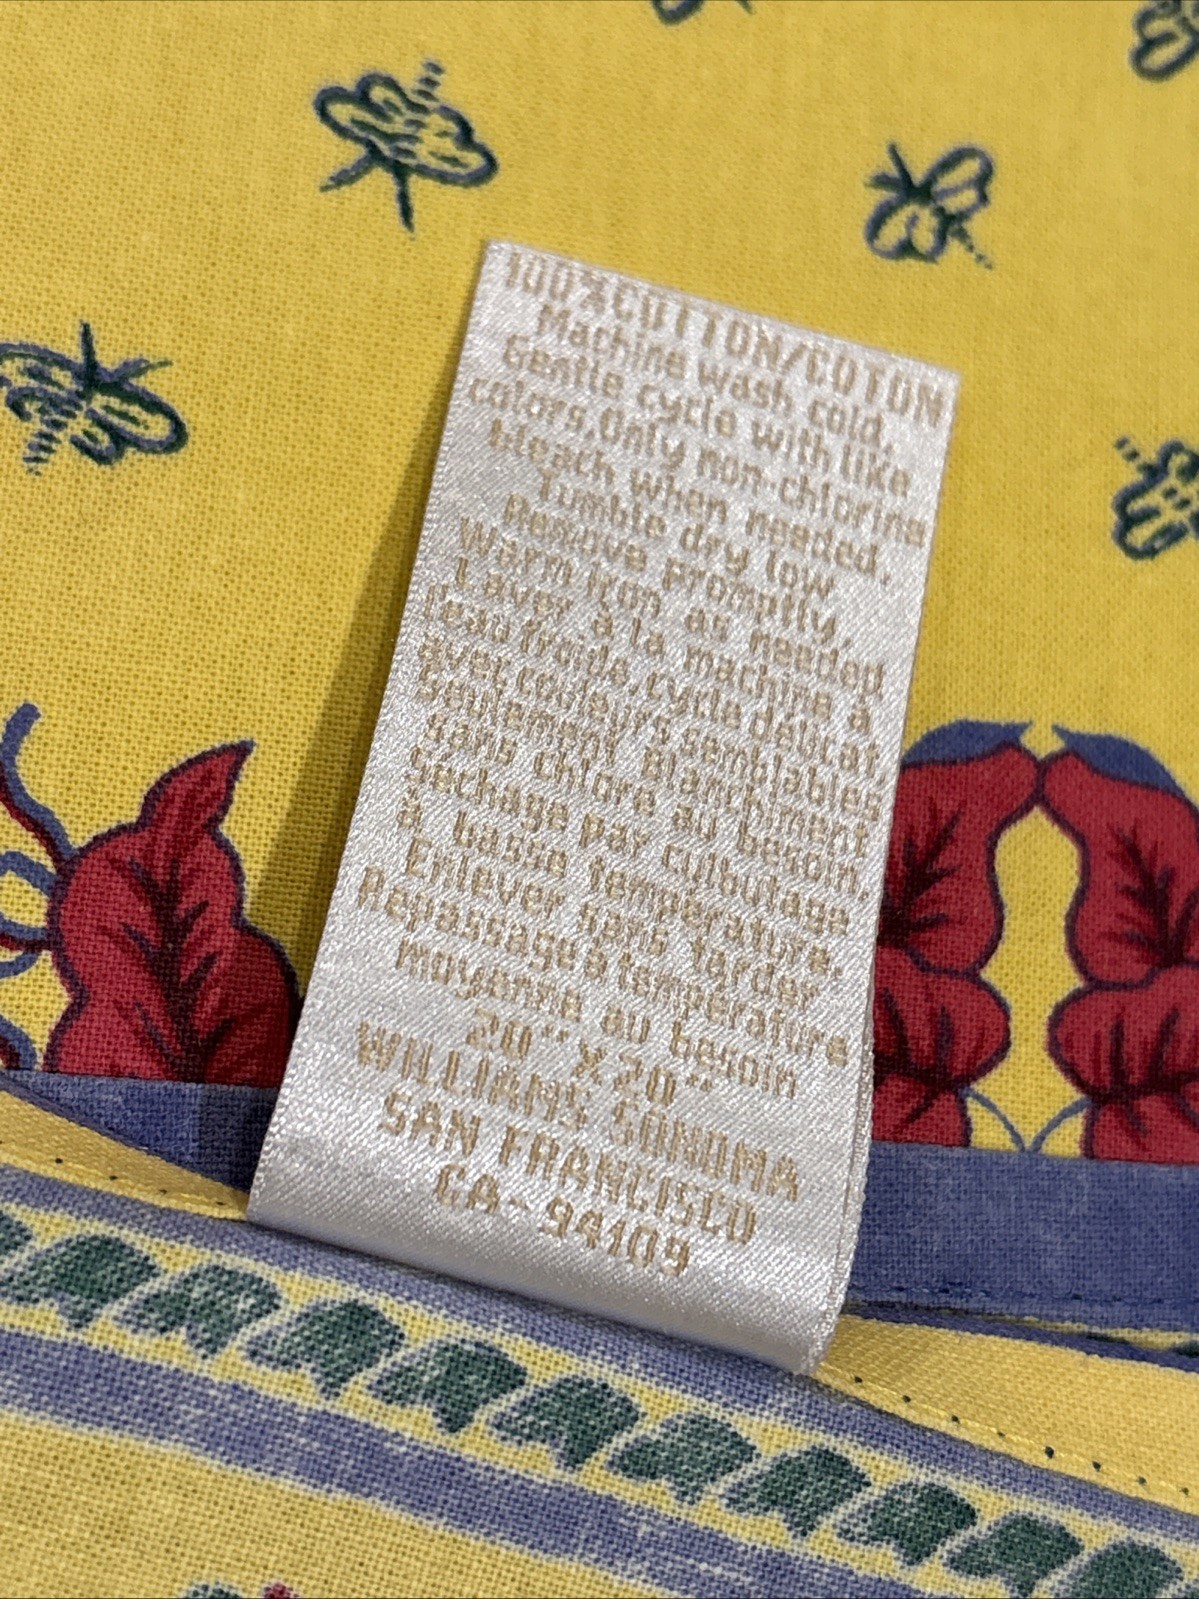 100%COTTON/COTON
Machine wash cold.
Gentle cycle with like
colors.Only non-chlorine
bleach when needed.
Tumble dry low.
Remove promptly.
Warm iron as needed
Laver à la machine à
l'eau froide.cycle délicat,
avec couleurs semblables
Seulement Blanchiment
sans chlore au besoin.
Séchage par culbutage
à basse température.
Enlever sans tarder
Repassage à température
moyenne au besoin
20" X 20"
WILLIAMS SONOMA
SAN FRANCISCO
CA-94109